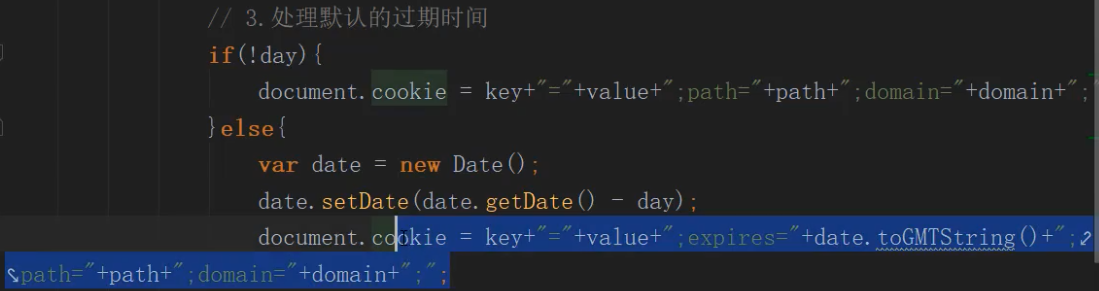 // 3.处理默认的过期时间
if(!day){
document.cookie = key+"="+value+";path="+path+";domain="+domain+";
}else{
var date = new Date();
date.setDate(date.getDate() - day);
document.cookie = key+"="+value+";expires="+date.toGMTString()+";
path="+path+";domain="+domain+";";